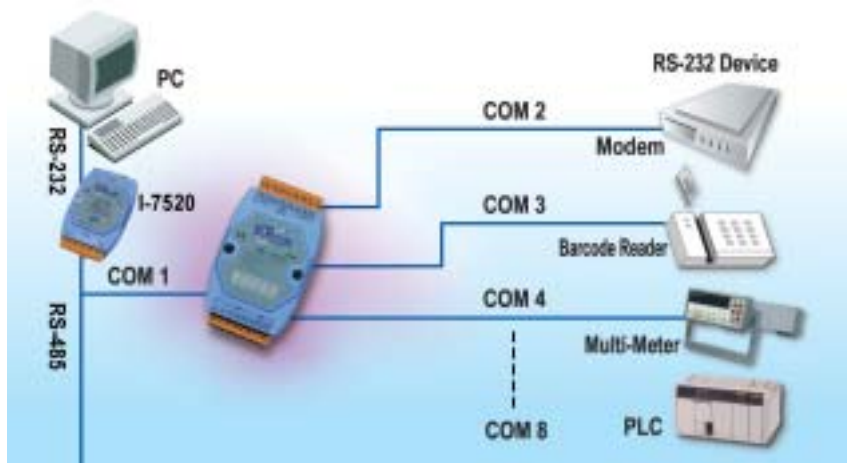 PC
RS-232 Device
COM 2
Modem
RS-232
I-7520
COM 3
Barcode Reader
COM 1
COM 4
RS-485
Multi-Meter
COM 8
PLC